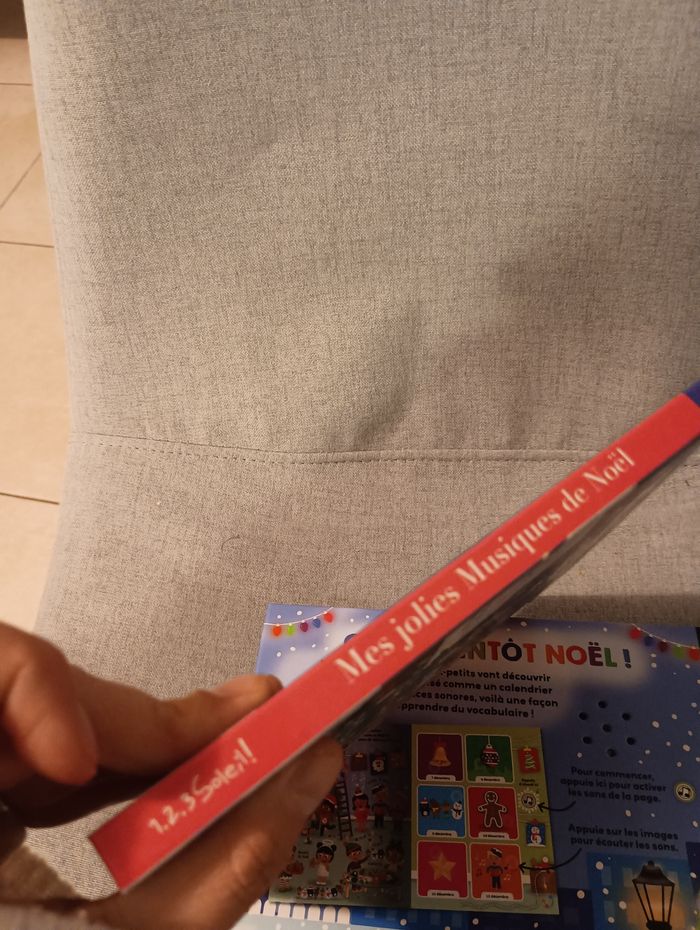 Mes jolies Musiques de Noël
1, 2, 3 Soleil!
ENTÔT NOËL !
-petits vont découvrir
sé comme un calendrier
ces sonores, voilà une façon
pprendre du vocabulaire !
Pour commencer,
appuie ici pour activer
les sons de la page.
Appuie sur les images
pour écouter les sons.